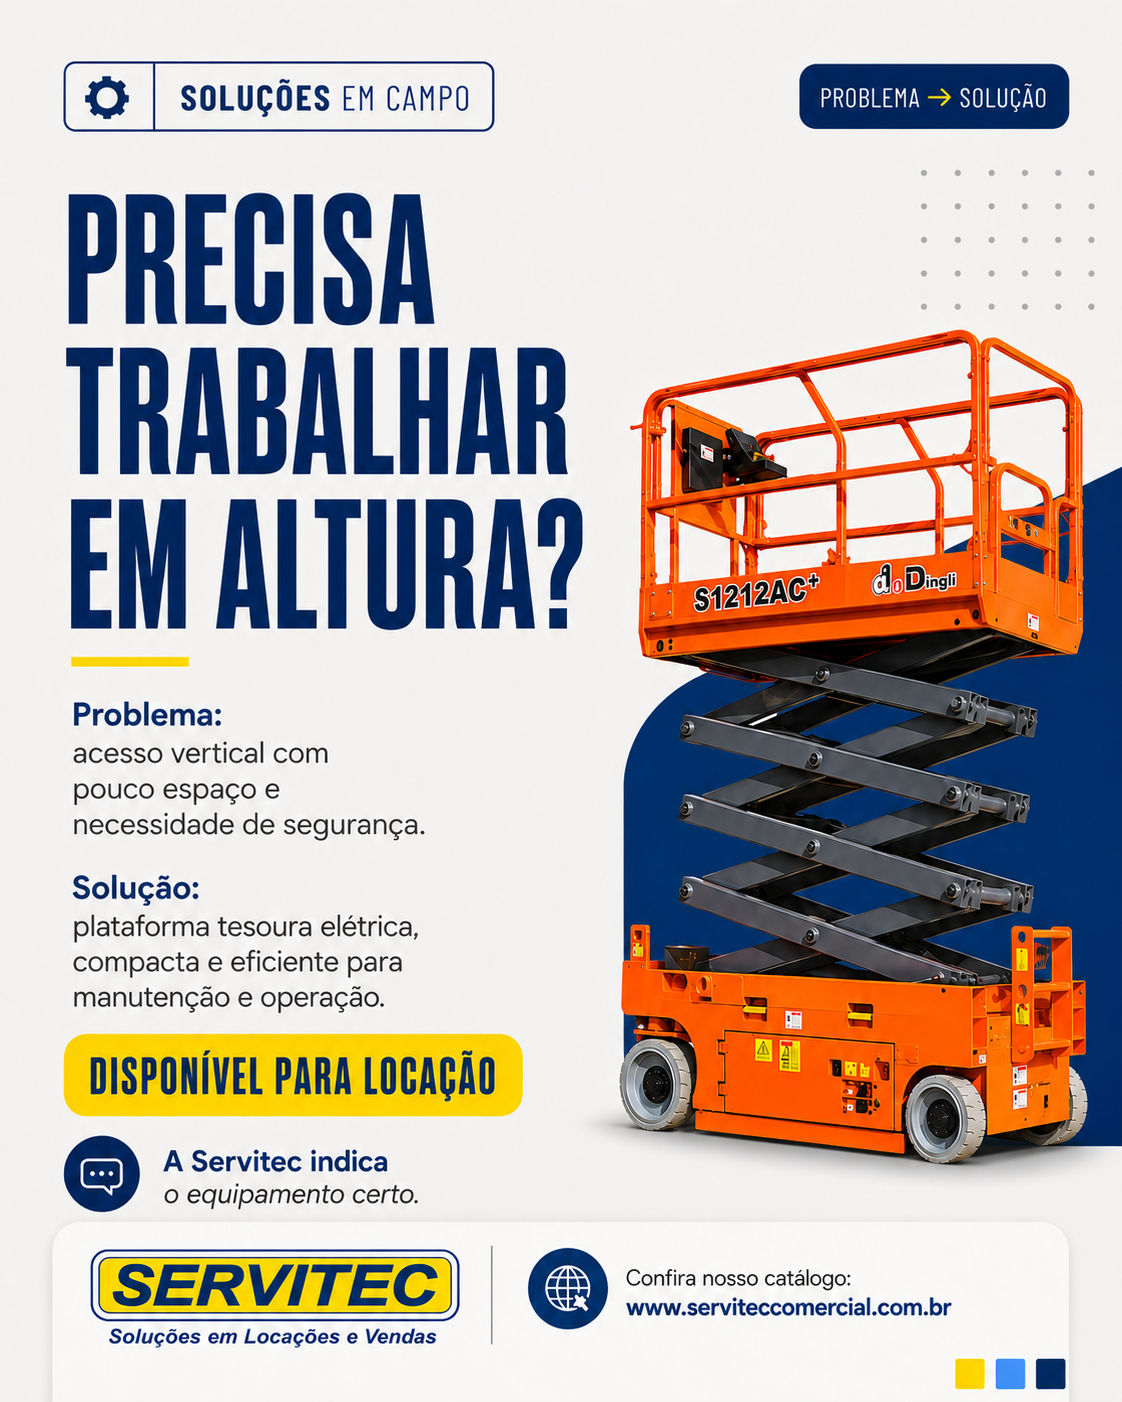 SOLUÇÕES EM CAMPO
PROBLEMA → SOLUÇÃO
PRECISA
TRABALHAR
EM ALTURA?
S1212AC+
Dingli
Problema:
acesso vertical com
pouco espaço e
necessidade de segurança.
Solução:
plataforma tesoura elétrica,
compacta e eficiente para
manutenção e operação.
DISPONÍVEL PARA LOCAÇÃO
A Servitec indica
o equipamento certo.
SERVITEC
Soluções em Locações e Vendas
Confira nosso catálogo:
www.serviteccomercial.com.br